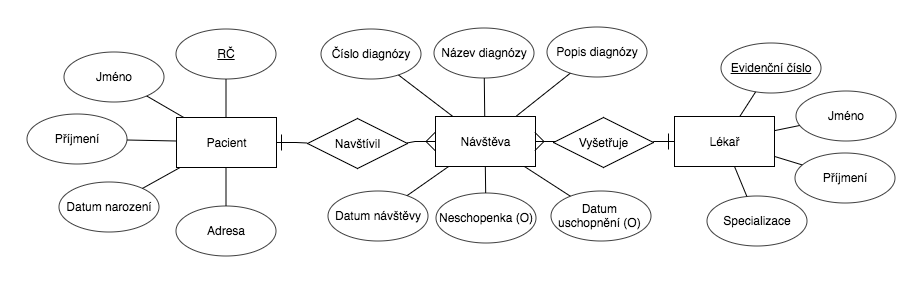 RČ
Jméno
Příjmení
Datum narození
Adresa
Pacient
Navštívil
Číslo diagnózy
Název diagnózy
Popis diagnózy
Návštěva
Datum návštěvy
Neschopenka (O)
Datum
uschopnění (O)
Vyšetřuje
Evidenční číslo
Lékař
Jméno
Příjmení
Specializace